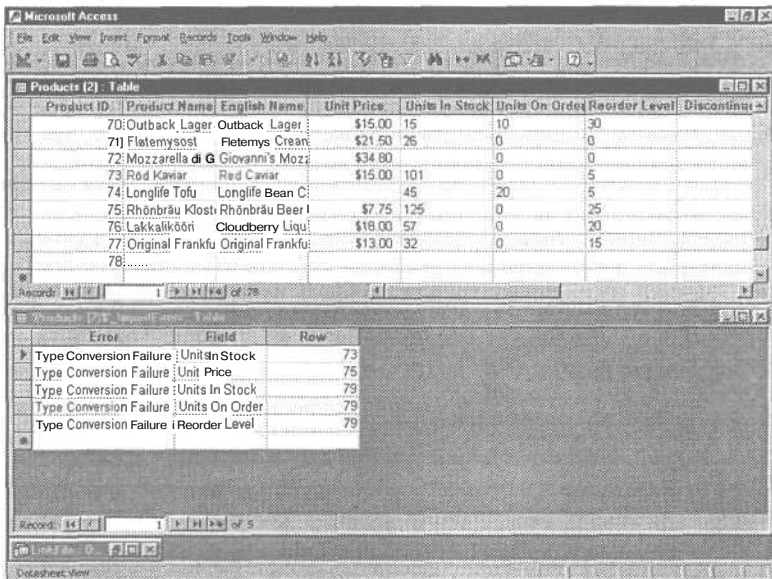 Microsoft Access
File Edit View Insert Format Records Tools Window Help
Products [2] : Table
Product ID Product Name English Name Unit Price Units In Stock Units On Order Reorder Level Discontinue
70 Outback Lager Outback Lager $15.00 15 10 30
71] Fløtemysost Fletemys Crean $21.50 26 0 0
72 Mozzarella di G Giovanni's Mozz $34.80 0 0
73 Röd Kaviar Red Caviar $15.00 101 0 5
74 Longlife Tofu Longlife Bean C 45 20 5
75 Rhönbräu Klost Rhönbräu Beer $7.75 125 0 25
76 Lakkalikööri Cloudberry Liqu $18.00 57 0 20
77 Original Frankfu Original Frankfu $13.00 32 0 15
78 ......
Record: 1 of 78
Products [2]$_ImportErrors : Table
Error Field Row
Type Conversion Failure Units In Stock 73
Type Conversion Failure Unit Price 75
Type Conversion Failure Units In Stock 79
Type Conversion Failure Units On Order 79
Type Conversion Failure i Reorder Level 79
Record: 1 of 5
LinkFile : D...
Datasheet View